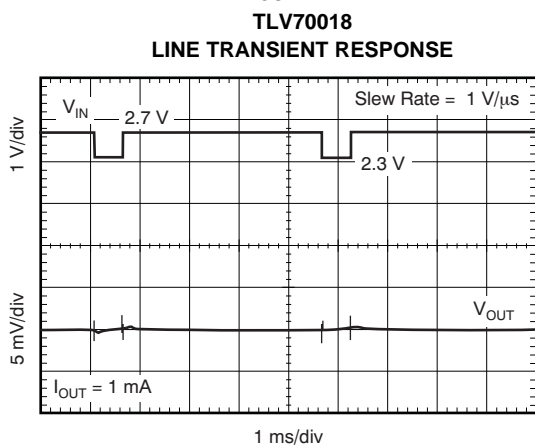 TLV70018
LINE TRANSIENT RESPONSE
V_IN
2.7 V
Slew Rate = 1 V/μs
1 V/div
2.3 V
5 mV/div
V_OUT
I_OUT = 1 mA
1 ms/div